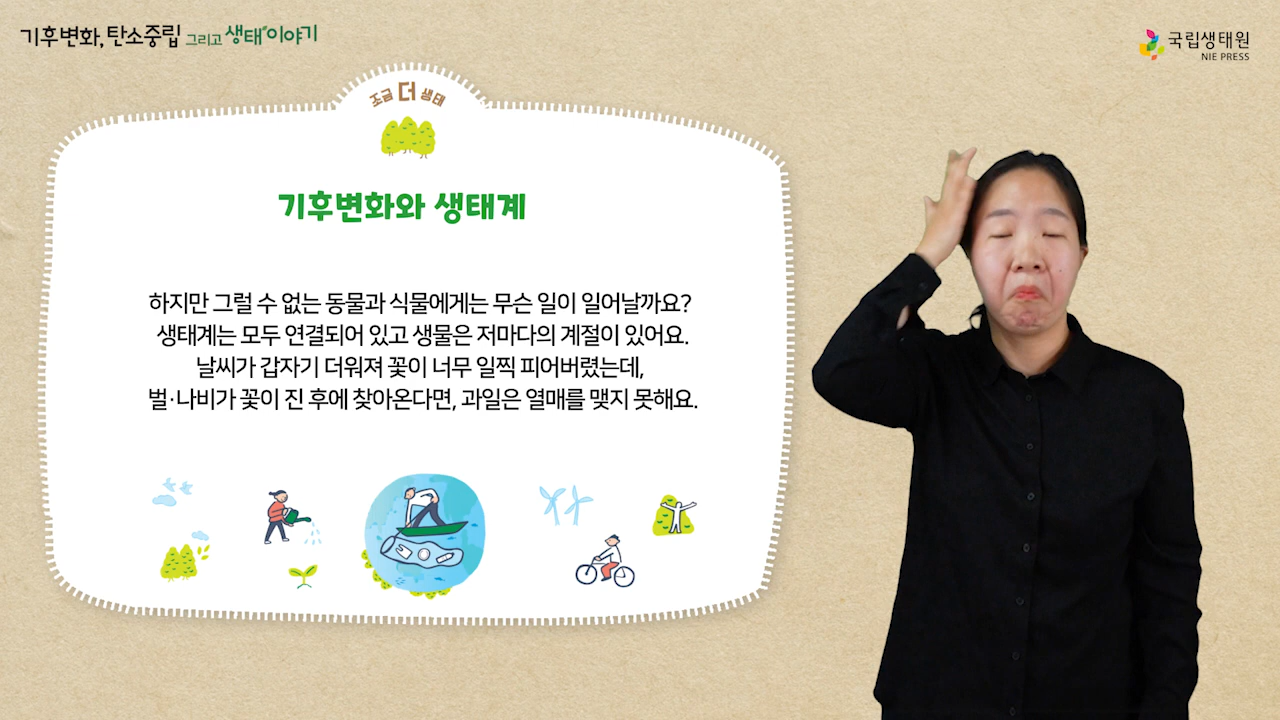 기후변화, 탄소중립 그리고 생태이야기
국립생태원
NIE PRESS
조금 더 생태
기후변화와 생태계
하지만 그럴 수 없는 동물과 식물에게는 무슨 일이 일어날까요?
생태계는 모두 연결되어 있고 생물은 저마다의 계절이 있어요.
날씨가 갑자기 더워져 꽃이 너무 일찍 피어버렸는데,
벌·나비가 꽃이 진 후에 찾아온다면, 과일은 열매를 맺지 못해요.